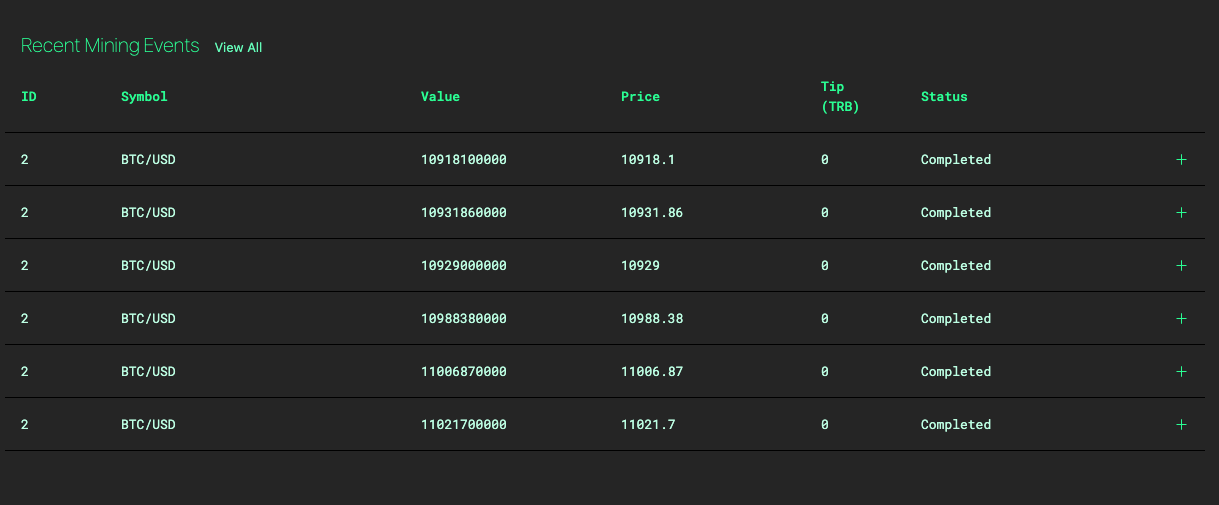 Recent Mining Events View All
ID Symbol Value Price Tip (TRB) Status
2 BTC/USD 10918100000 10918.1 0 Completed +
2 BTC/USD 10931860000 10931.86 0 Completed +
2 BTC/USD 10929000000 10929 0 Completed +
2 BTC/USD 10988380000 10988.38 0 Completed +
2 BTC/USD 11006870000 11006.87 0 Completed +
2 BTC/USD 11021700000 11021.7 0 Completed +